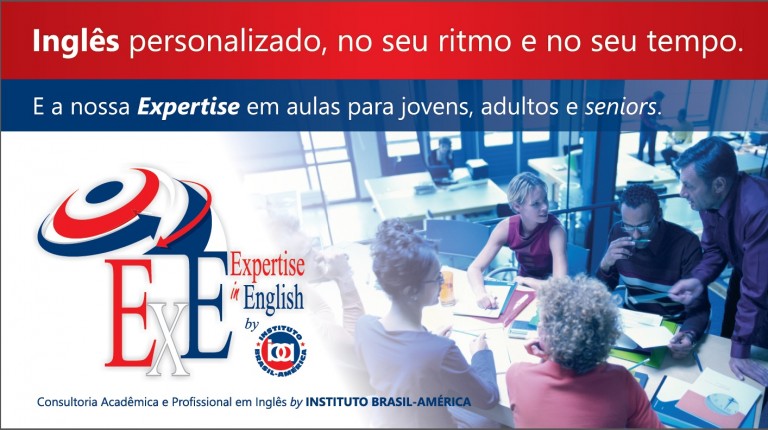 Inglês personalizado, no seu ritmo e no seu tempo.
E a nossa Expertise em aulas para jovens, adultos e seniors.
ExE
Expertise
in
English
by
INSTITUTO
BRASIL-AMÉRICA
Consultoria Acadêmica e Profissional em Inglês by INSTITUTO BRASIL-AMÉRICA